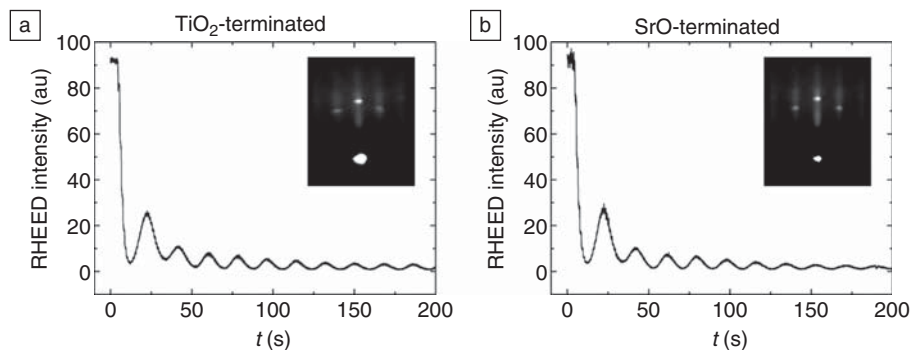 a
TiO₂-terminated
RHEED intensity (au)
100
80
60
40
20
0
0 50 100 150 200
t (s)
b
SrO-terminated
RHEED intensity (au)
100
80
60
40
20
0
0 50 100 150 200
t (s)